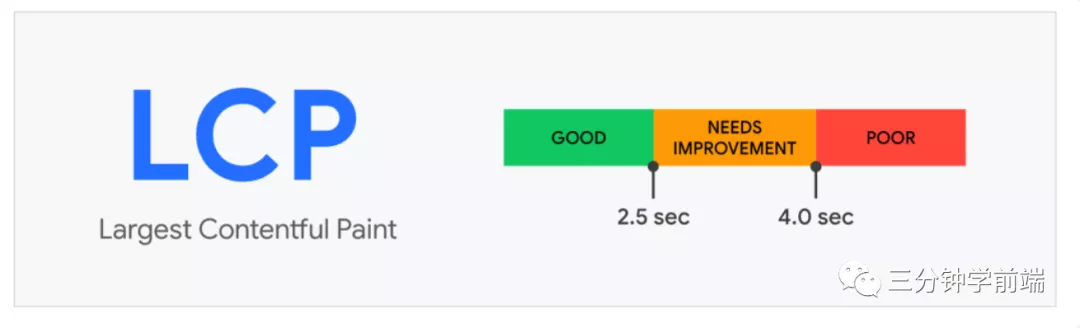 LCP
Largest Contentful Paint
GOOD
NEEDS
IMPROVEMENT
POOR
2.5 sec
4.0 sec
三分钟学前端